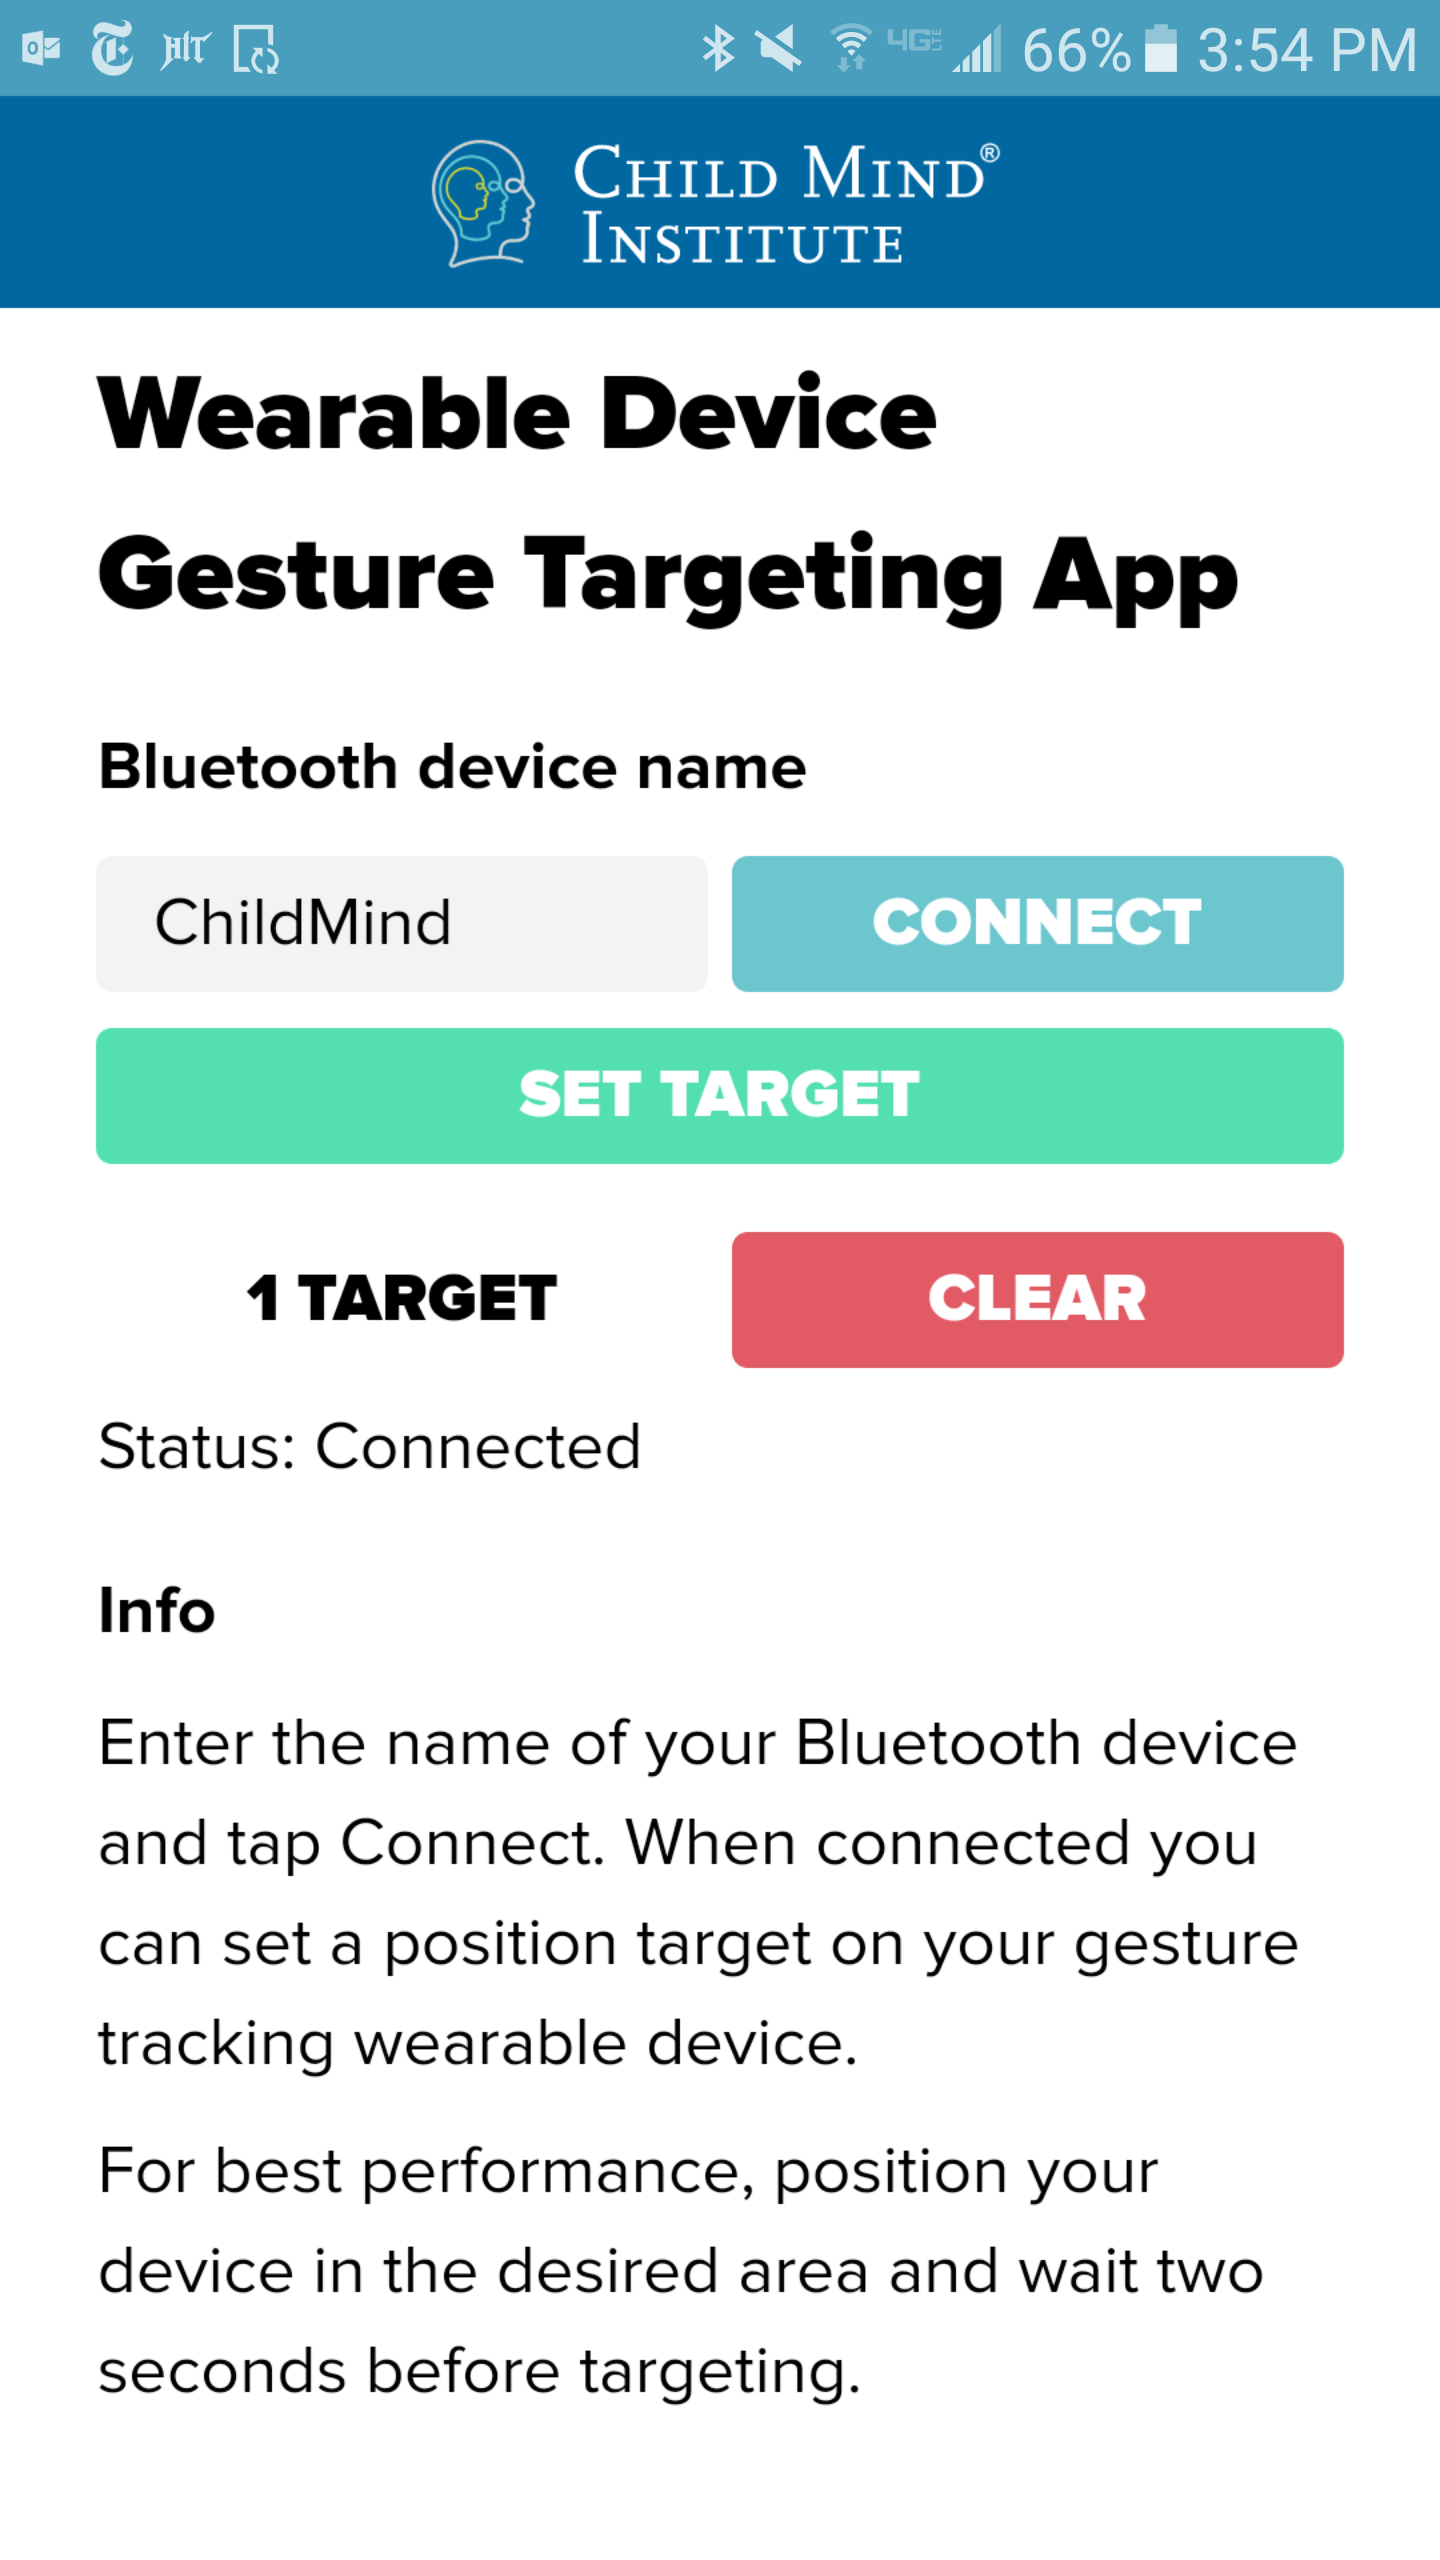 HIT 4G LTE 66% 3:54 PM
CHILD MIND®
INSTITUTE
Wearable Device
Gesture Targeting App
Bluetooth device name
ChildMind CONNECT
SET TARGET
1 TARGET CLEAR
Status: Connected
Info
Enter the name of your Bluetooth device
and tap Connect. When connected you
can set a position target on your gesture
tracking wearable device.
For best performance, position your
device in the desired area and wait two
seconds before targeting.